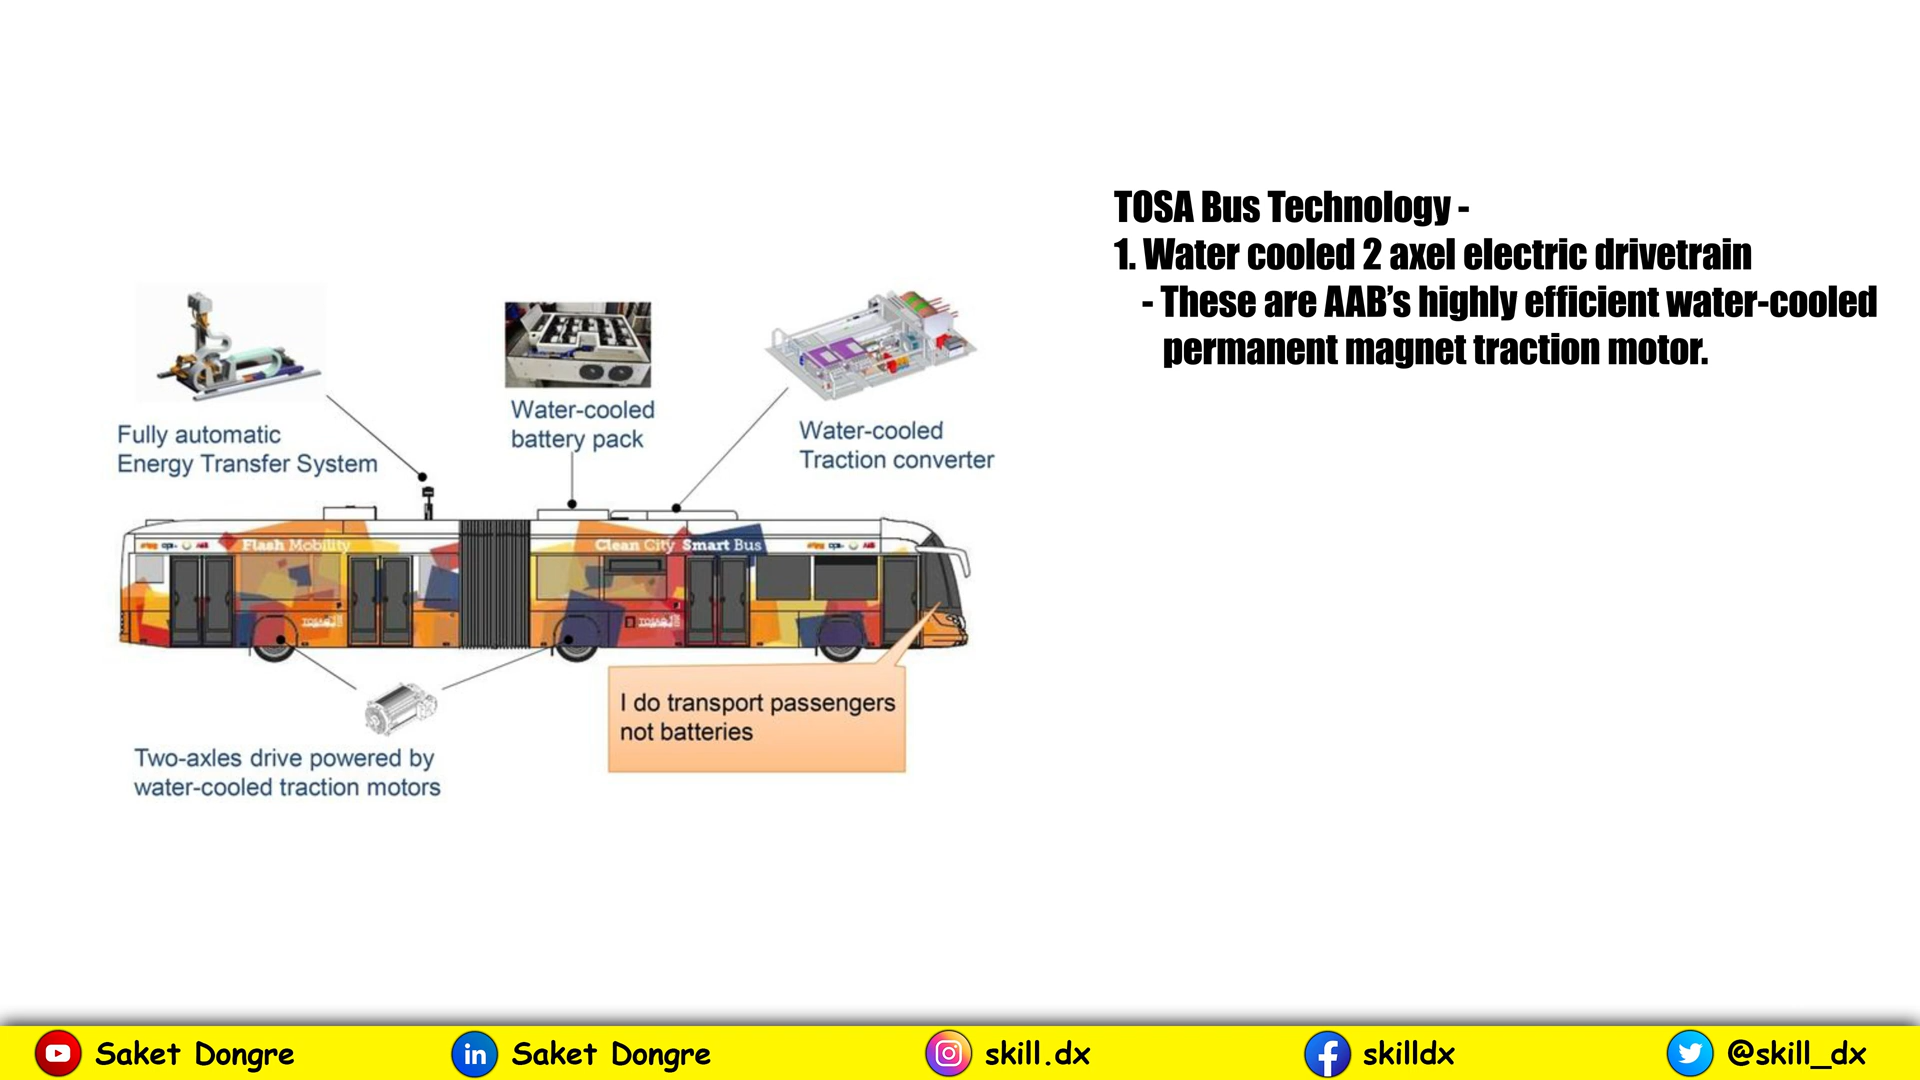 TOSA Bus Technology -
1. Water cooled 2 axel electric drivetrain
- These are AAB’s highly efficient water-cooled
permanent magnet traction motor.
Fully automatic
Energy Transfer System
Water-cooled
battery pack
Water-cooled
Traction converter
Flash Mobility
Clean City Smart Bus
TOSA
TOSA
I do transport passengers
not batteries
Two-axles drive powered by
water-cooled traction motors
Saket Dongre
in Saket Dongre
skill.dx
skilldx
@skill_dx